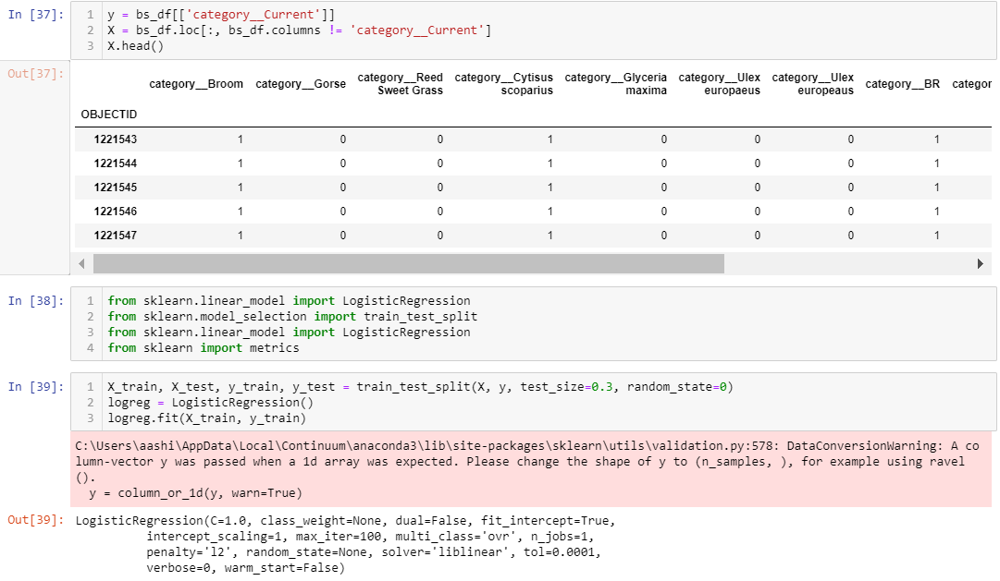 In [37]:
1 y = bs_df[['category__Current']]
2 X = bs_df.loc[:, bs_df.columns != 'category__Current']
3 X.head()
Out[37]:
category__Broom category__Gorse category__Reed Sweet Grass category__Cytisus scoparius category__Glyceria maxima category__Ulex europaeus category__Ulex europeaus category__BR categor
OBJECTID
1221543 1 0 0 1 0 0 0 1
1221544 1 0 0 1 0 0 0 1
1221545 1 0 0 1 0 0 0 1
1221546 1 0 0 1 0 0 0 1
1221547 1 0 0 1 0 0 0 1
In [38]:
1 from sklearn.linear_model import LogisticRegression
2 from sklearn.model_selection import train_test_split
3 from sklearn.linear_model import LogisticRegression
4 from sklearn import metrics
In [39]:
1 X_train, X_test, y_train, y_test = train_test_split(X, y, test_size=0.3, random_state=0)
2 logreg = LogisticRegression()
3 logreg.fit(X_train, y_train)
C:\Users\aashi\AppData\Local\Continuum\anaconda3\lib\site-packages\sklearn\utils\validation.py:578: DataConversionWarning: A co
lumn-vector y was passed when a 1d array was expected. Please change the shape of y to (n_samples, ), for example using ravel
().
y = column_or_1d(y, warn=True)
Out[39]:
LogisticRegression(C=1.0, class_weight=None, dual=False, fit_intercept=True,
intercept_scaling=1, max_iter=100, multi_class='ovr', n_jobs=1,
penalty='l2', random_state=None, solver='liblinear', tol=0.0001,
verbose=0, warm_start=False)